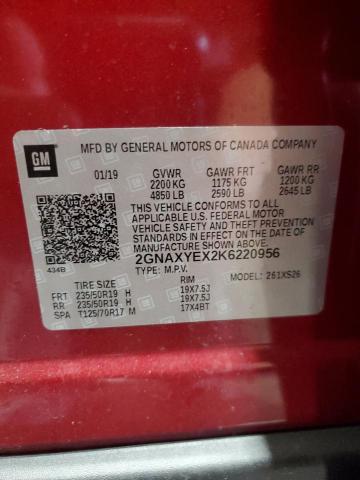 MFD BY GENERAL MOTORS OF CANADA COMPANY
GM
01/19 GVWR GAWR FRT GAWR RR
2200 KG 1175 KG 1200 KG
4850 LB 2590 LB 2645 LB
THIS VEHICLE CONFORMS TO ALL
APPLICABLE U.S. FEDERAL MOTOR
VEHICLE SAFETY AND BUMPER
STANDARDS IN EFFECT ON THE DATE
OF MANUFACTURE SHOWN ABOVE.
2GNAXYEX2K6220956
434B TYPE: M.P.V.
MODEL: 261XS26
TIRE SIZE RIM
FRT 235/50R19 H 19X7.5J
RR 235/50R19 H 19X7.5J
SPA T125/70R17 M 17X4BT